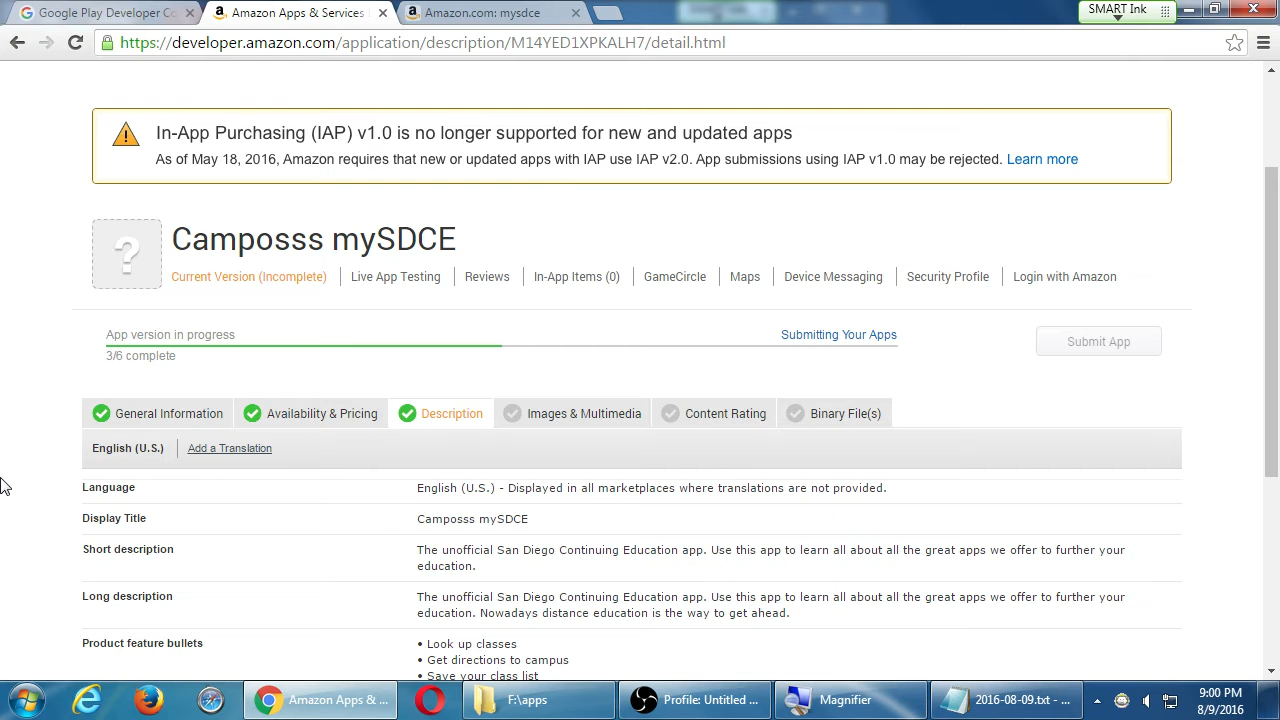 Google Play Developer Co
Amazon Apps & Services
Amazon.com: mysdce
SMART Ink
https://developer.amazon.com/application/description/M14YEB1XPKALH7/detail.html
In-App Purchasing (IAP) v1.0 is no longer supported for new and updated apps
As of May 18, 2016, Amazon requires that new or updated apps with IAP use IAP v2.0. App submissions using IAP v1.0 may be rejected. Learn more
Camposss mySDCE
Current Version (Incomplete) Live App Testing Reviews In-App Items (0) GameCircle Maps Device Messaging Security Profile Login with Amazon
App version in progress
Submitting Your Apps
Submit App
3/6 complete
General Information Availability & Pricing Description Images & Multimedia Content Rating Binary File(s)
English (U.S.) Add a Translation
Language English (U.S.) - Displayed in all marketplaces where translations are not provided.
Display Title Camposss mySDCE
Short description The unofficial San Diego Continuing Education app. Use this app to learn all about all the great apps we offer to further your
education.
Long description The unofficial San Diego Continuing Education app. Use this app to learn all about all the great apps we offer to further your
education. Nowadays distance education is the way to get ahead.
Product feature bullets • Look up classes
• Get directions to campus
• Save your class list
Amazon Apps & ...
F:\apps
Profile: Untitled ...
Magnifier
2016-08-09.txt - ...
9:00 PM
8/9/2016